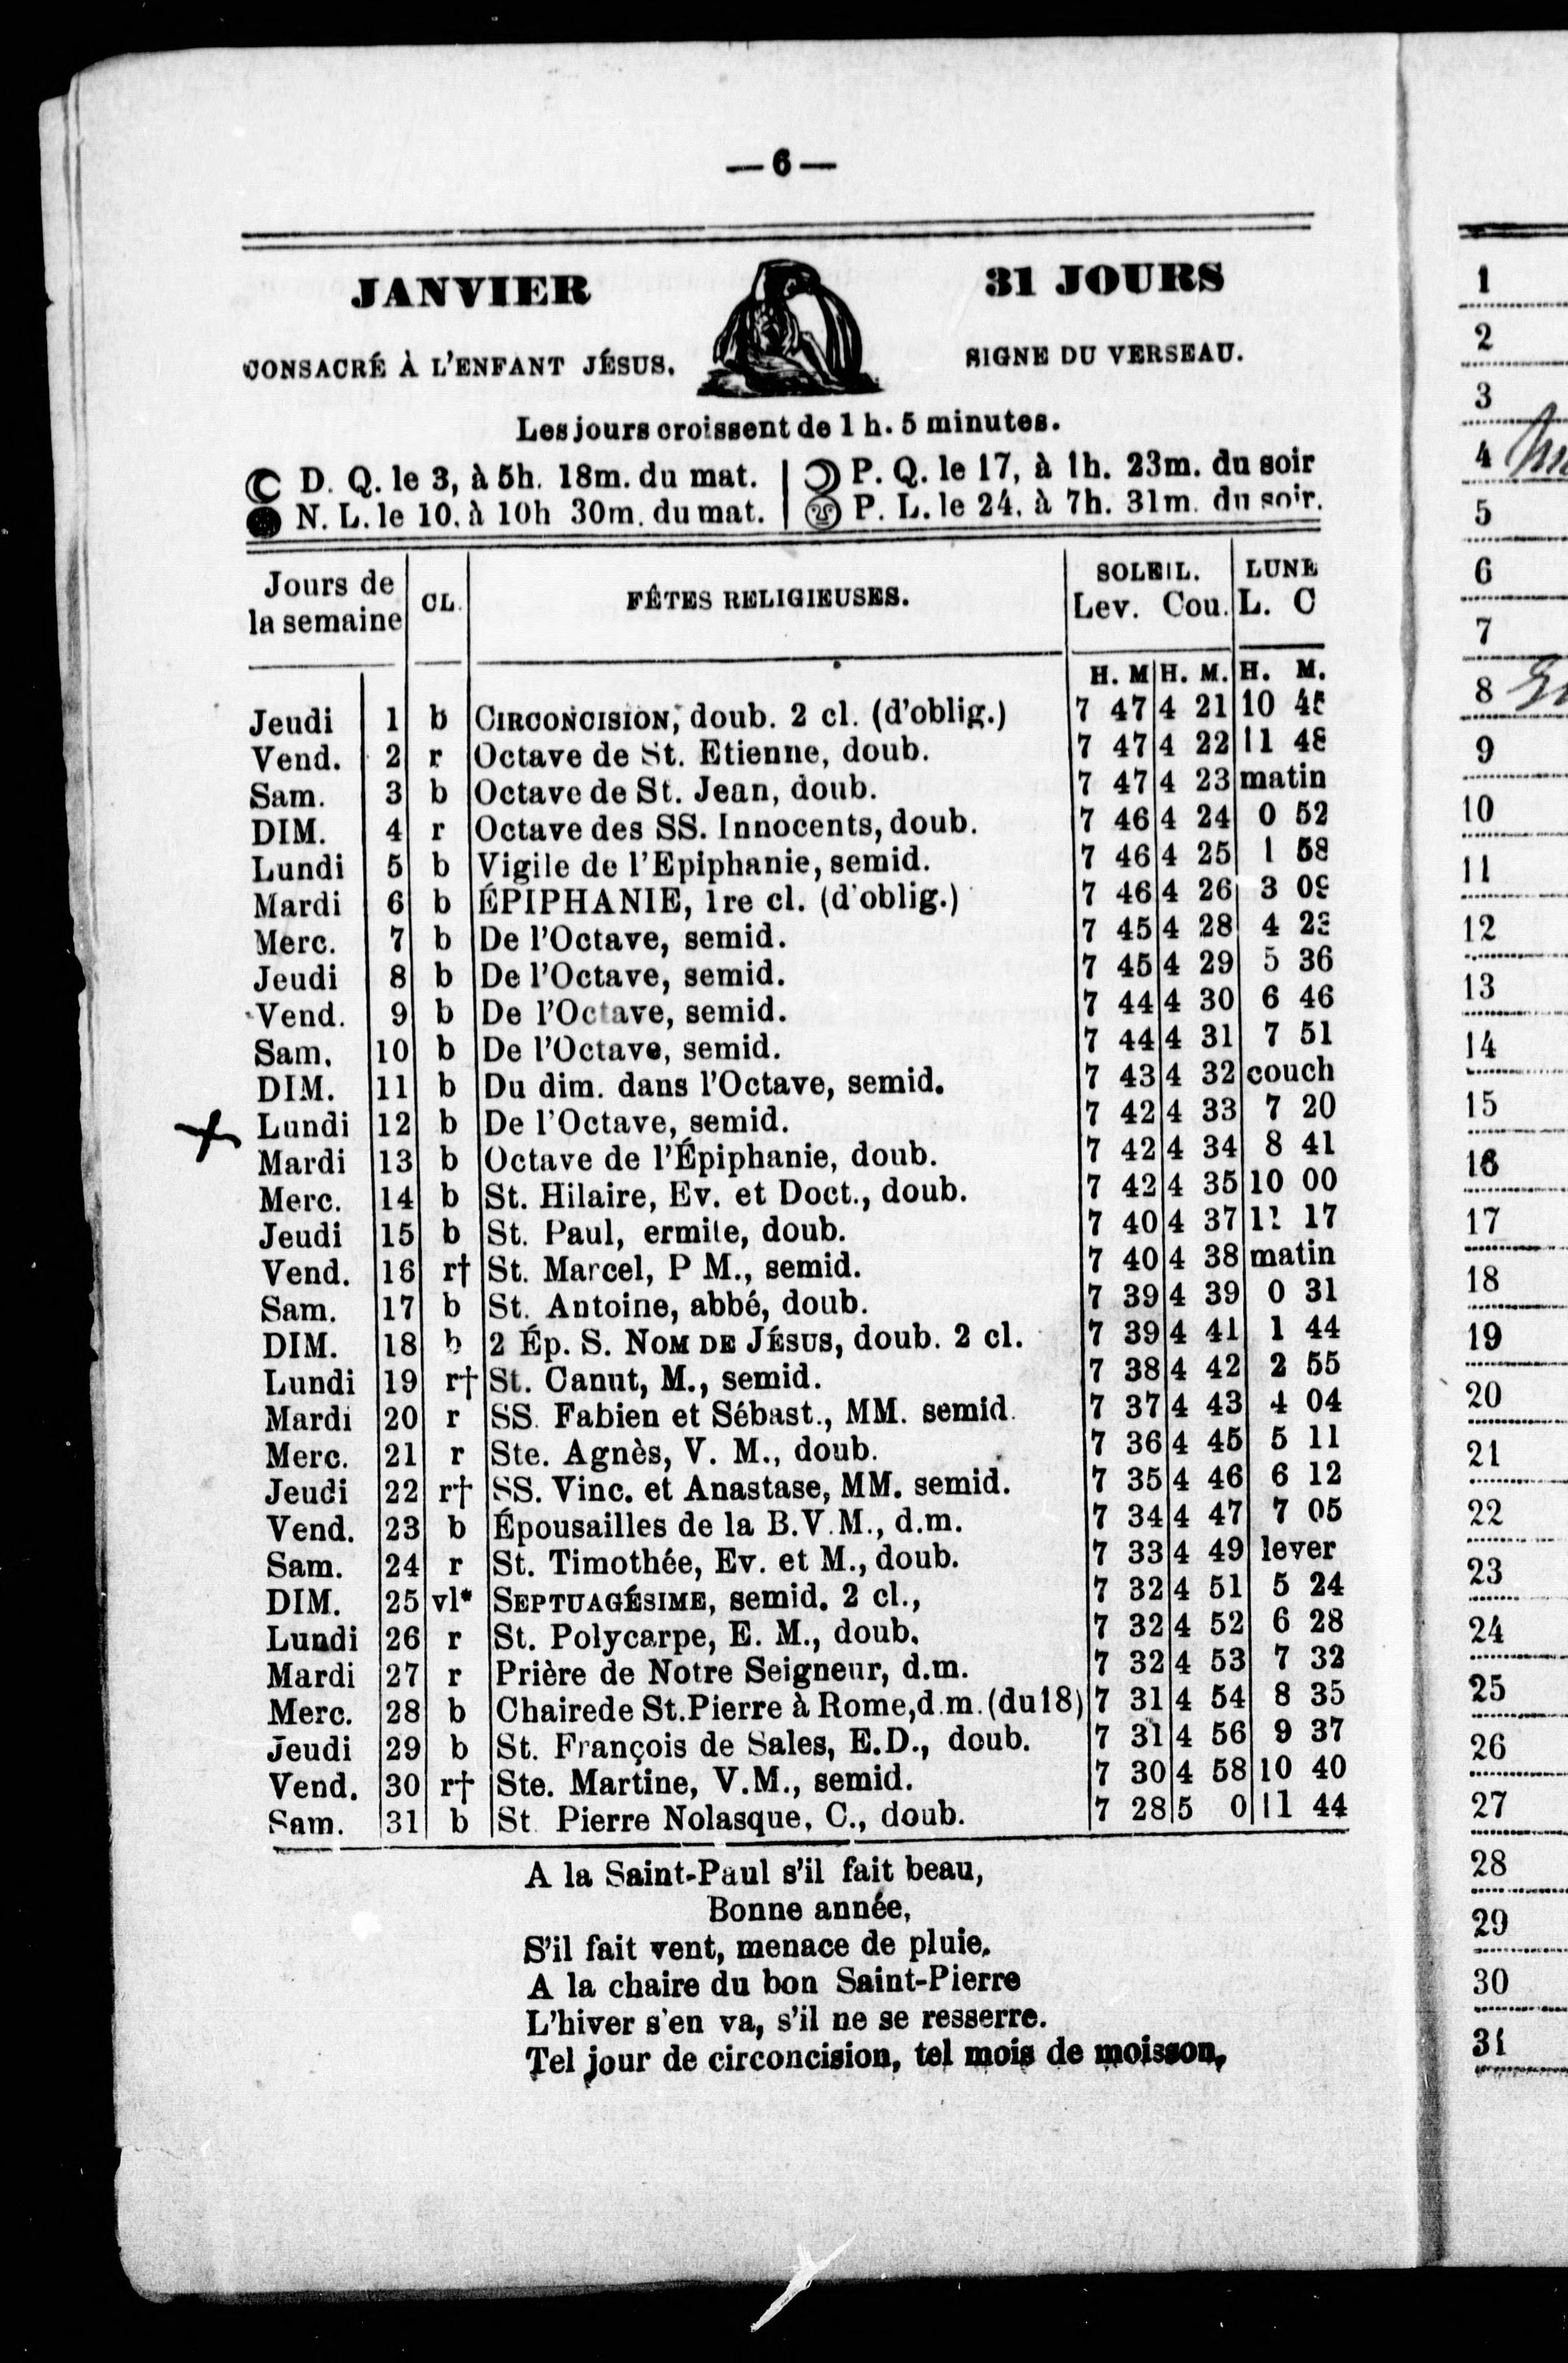 — 6 —
JANVIER 31 JOURS
CONSACRÉ À L'ENFANT JÉSUS. SIGNE DU VERSEAU.
Les jours croissent de 1 h. 5 minutes.
D. Q. le 3, à 5h. 18m. du mat. P. Q. le 17, à 1h. 23m. du soir
N. L. le 10, à 10h 30m. du mat. P. L. le 24, à 7h. 31m. du soir.
Jours de la semaine CL. FÊTES RELIGIEUSES. SOLEIL. Lev. Cou. LUNE L. C
H. M H. M. H. M.
Jeudi 1 b CIRCONCISION, doub. 2 cl. (d'oblig.) 7 47 4 21 10 45
Vend. 2 r Octave de St. Etienne, doub. 7 47 4 22 11 48
Sam. 3 b Octave de St. Jean, doub. 7 47 4 23 matin
DIM. 4 r Octave des SS. Innocents, doub. 7 46 4 24 0 52
Lundi 5 b Vigile de l'Epiphanie, semid. 7 46 4 25 1 58
Mardi 6 b ÉPIPHANIE, 1re cl. (d'oblig.) 7 46 4 26 3 09
Merc. 7 b De l'Octave, semid. 7 45 4 28 4 23
Jeudi 8 b De l'Octave, semid. 7 45 4 29 5 36
Vend. 9 b De l'Octave, semid. 7 44 4 30 6 46
Sam. 10 b De l'Octave, semid. 7 44 4 31 7 51
DIM. 11 b Du dim. dans l'Octave, semid. 7 43 4 32 couch
Lundi 12 b De l'Octave, semid. 7 42 4 33 7 20
Mardi 13 b Octave de l'Épiphanie, doub. 7 42 4 34 8 41
Merc. 14 b St. Hilaire, Ev. et Doct., doub. 7 42 4 35 10 00
Jeudi 15 b St. Paul, ermite, doub. 7 40 4 37 11 17
Vend. 16 r† St. Marcel, P M., semid. 7 40 4 38 matin
Sam. 17 b St. Antoine, abbé, doub. 7 39 4 39 0 31
DIM. 18 b 2 Ép. S. NOM DE JÉSUS, doub. 2 cl. 7 39 4 41 1 44
Lundi 19 r† St. Canut, M., semid. 7 38 4 42 2 55
Mardi 20 r SS. Fabien et Sébast., MM. semid. 7 37 4 43 4 04
Merc. 21 r Ste. Agnès, V. M., doub. 7 36 4 45 5 11
Jeudi 22 r† SS. Vinc. et Anastase, MM. semid. 7 35 4 46 6 12
Vend. 23 b Épousailles de la B.V.M., d.m. 7 34 4 47 7 05
Sam. 24 r St. Timothée, Ev. et M., doub. 7 33 4 49 lever
DIM. 25 vl* SEPTUAGÉSIME, semid. 2 cl., 7 32 4 51 5 24
Lundi 26 r St. Polycarpe, E. M., doub. 7 32 4 52 6 28
Mardi 27 r Prière de Notre Seigneur, d.m. 7 32 4 53 7 32
Merc. 28 b Chaire de St. Pierre à Rome, d.m. (du 18) 7 31 4 54 8 35
Jeudi 29 b St. François de Sales, E.D., doub. 7 31 4 56 9 37
Vend. 30 r† Ste. Martine, V.M., semid. 7 30 4 58 10 40
Sam. 31 b St. Pierre Nolasque, C., doub. 7 28 5 0 11 44
A la Saint-Paul s'il fait beau,
Bonne année,
S'il fait vent, menace de pluie.
A la chaire du bon Saint-Pierre
L'hiver s'en va, s'il ne se resserre.
Tel jour de circoncision, tel mois de moisson,
1
2
3
4
5
6
7
8
9
10
11
12
13
14
15
16
17
18
19
20
21
22
23
24
25
26
27
28
29
30
31